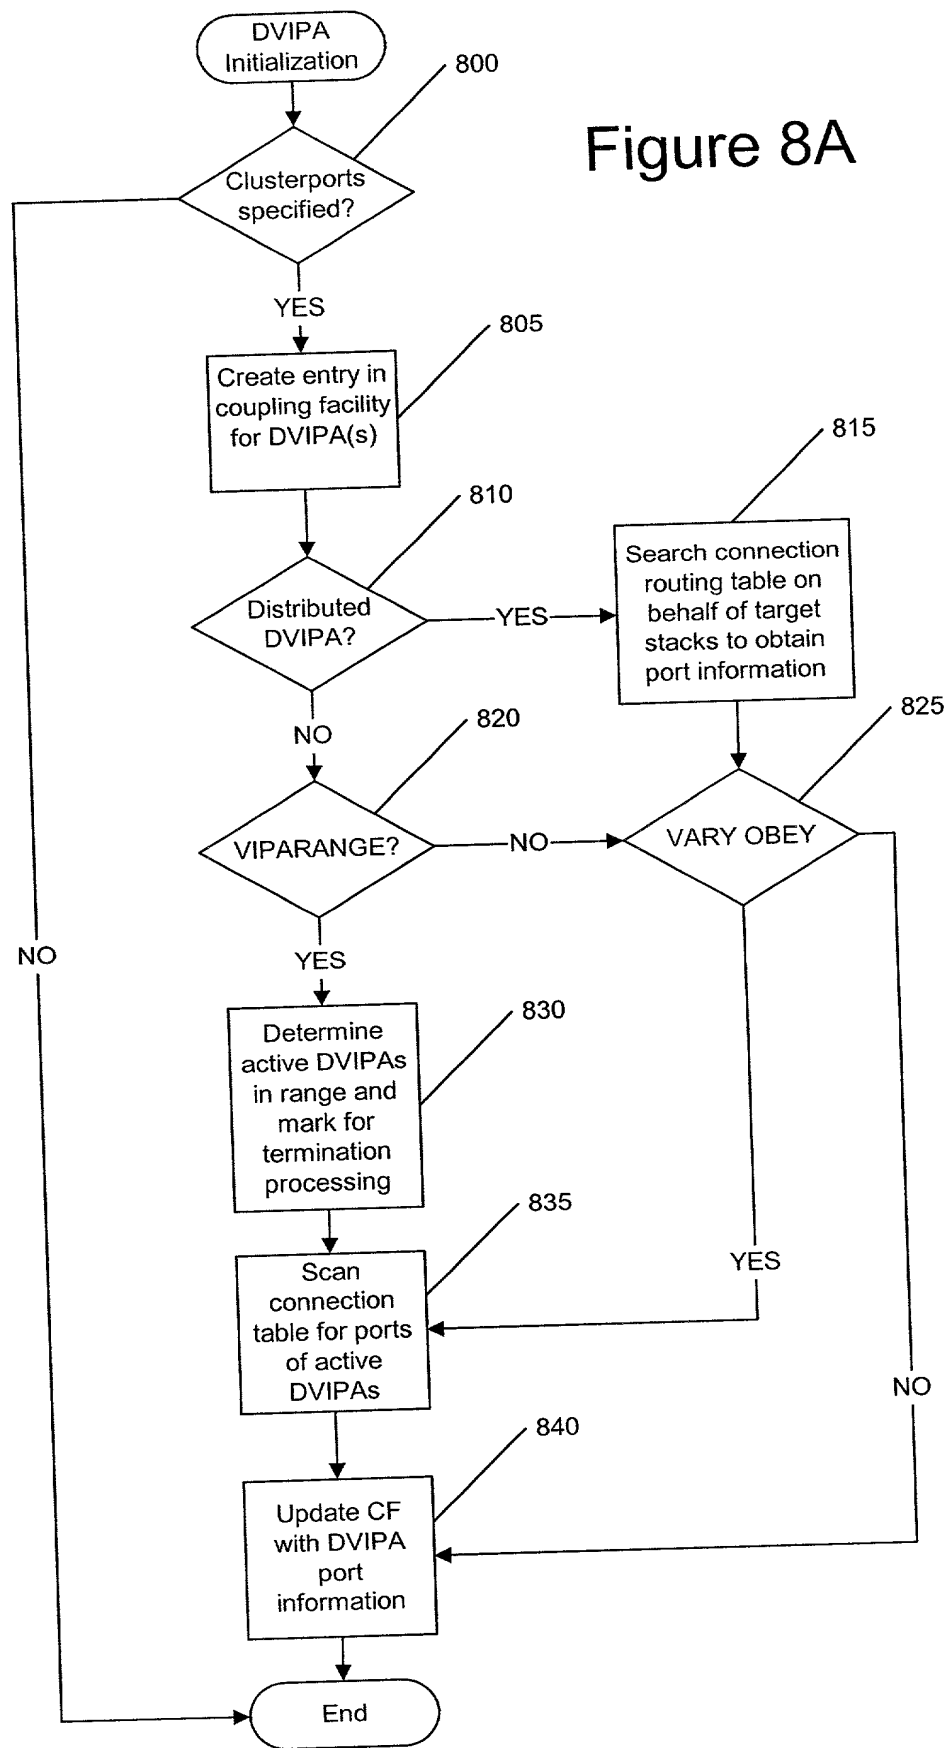 DVIPA
Initialization
800
Figure 8A
Clusterports
specified?
YES
805
Create entry in
coupling facility
for DVIPA(s)
815
810
Search connection
routing table on
behalf of target
stacks to obtain
port information
Distributed
DVIPA?
YES
NO
820
825
VIPARANGE?
NO
VARY OBEY
NO
YES
830
Determine
active DVIPAs
in range and
mark for
termination
processing
835
YES
Scan
connection
table for ports
of active
DVIPAs
NO
840
Update CF
with DVIPA
port
information
End